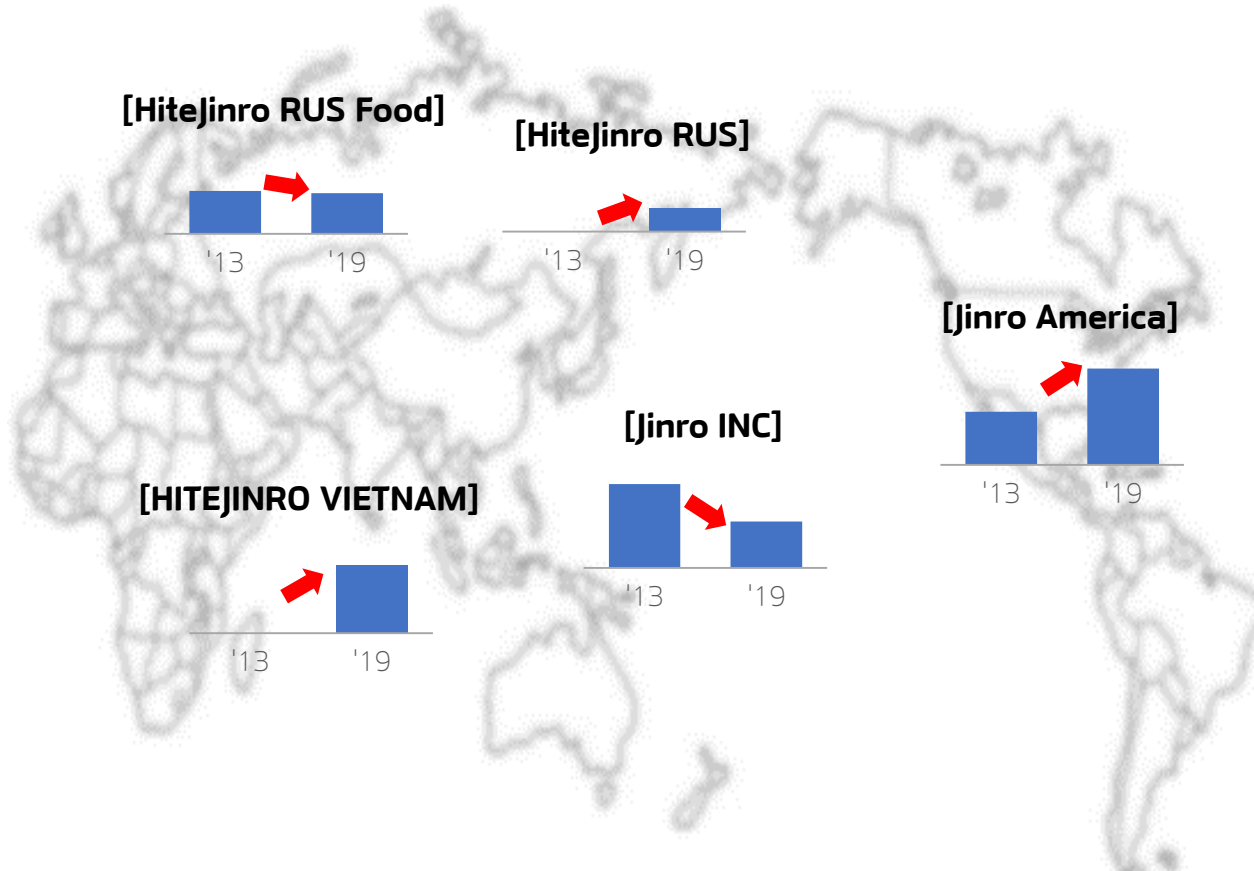 [HiteJinro RUS Food]
'13 '19
[HiteJinro RUS]
'13 '19
[Jinro America]
'13 '19
[Jinro INC]
'13 '19
[HITEJINRO VIETNAM]
'13 '19